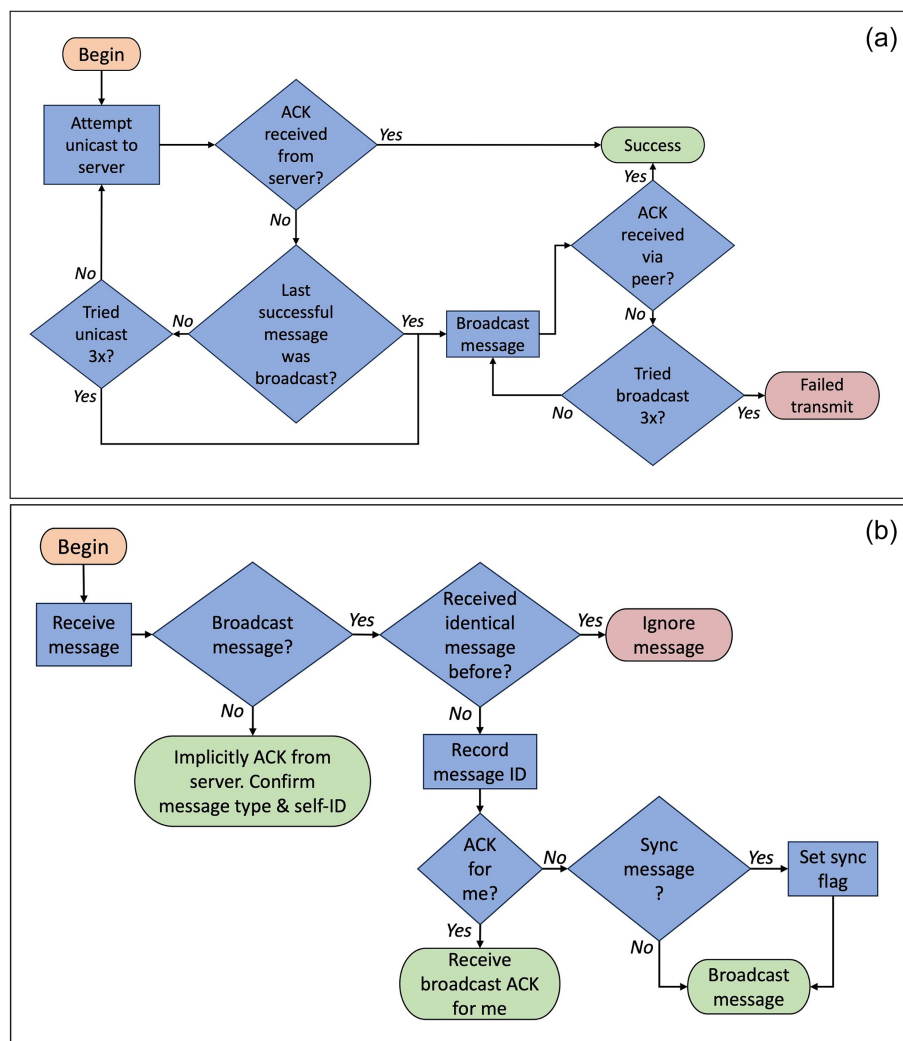 (a)
Begin
Attempt
unicast to
server
ACK
received
from
server?
Yes
Success
No
Yes
ACK
received
via
peer?
No
Last
successful
message
was
broadcast?
No
Tried
unicast
3x?
No
Yes
Yes
Broadcast
message
Tried
broadcast
3x?
No
Yes
Failed
transmit
(b)
Begin
Receive
message
Broadcast
message?
Yes
Received
identical
message
before?
Yes
Ignore
message
No
Implicitly ACK from
server. Confirm
message type & self-ID
No
Record
message ID
ACK
for
me?
No
Sync
message
?
Yes
Set sync
flag
Yes
Receive
broadcast ACK
for me
No
Broadcast
message